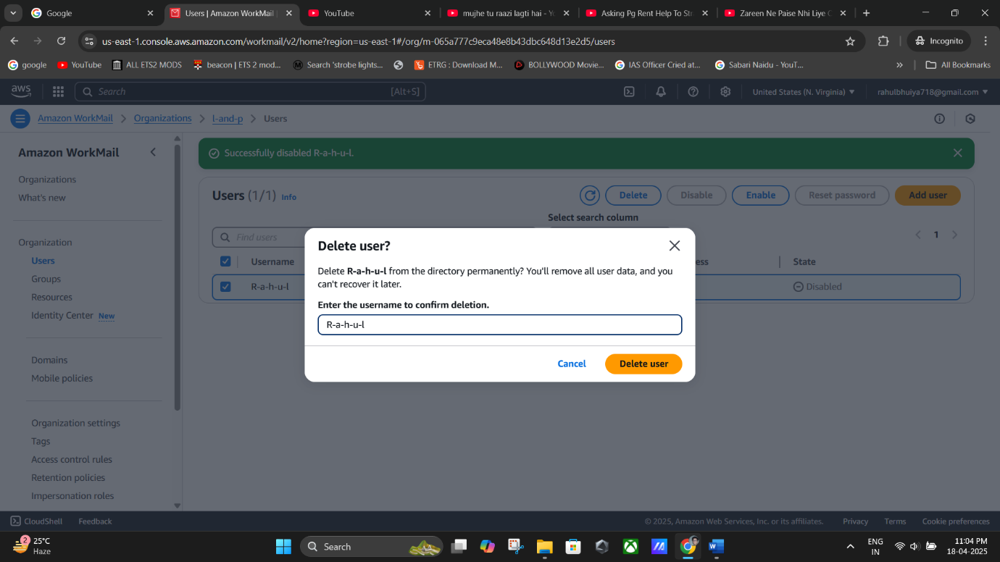 Google
Users | Amazon WorkMail
YouTube
mujhe tu raazi lagti hai - Yo
Asking Pg Rent Help To Str
Zareen Ne Paise Nhi Liye
us-east-1.console.aws.amazon.com/workmail/v2/home?region=us-east-1#/org/m-065a777c9eca48e8b43dbc648d13e2d5/users
Incognito
google
YouTube
ALL ETS2 MODS
beacon | ETS 2 mod...
Search 'strobe lights...
ETRG : Download M...
BOLLYWOOD Movie...
IAS Officer Cried at...
Sabari Naidu - YouT...
»
All Bookmarks
aws
Search
[Alt+S]
United States (N. Virginia)
rahulbhuiya718@gmail.com
Amazon WorkMail > Organizations > l-and-p > Users
Amazon WorkMail
Organizations
What's new
Organization
Users
Groups
Resources
Identity Center New
Domains
Mobile policies
Organization settings
Tags
Access control rules
Retention policies
Impersonation roles
Successfully disabled R-a-h-u-l.
Users (1/1) Info
Delete
Disable
Enable
Reset password
Add user
Select search column
Find users
1
Username
ess
State
R-a-h-u-l
Disabled
Delete user?
Delete R-a-h-u-l from the directory permanently? You'll remove all user data, and you
can't recover it later.
Enter the username to confirm deletion.
R-a-h-u-l
Cancel
Delete user
CloudShell
Feedback
© 2025, Amazon Web Services, Inc. or its affiliates.
Privacy
Terms
Cookie preferences
2
25°C
Haze
Search
ENG
IN
11:04 PM
18-04-2025